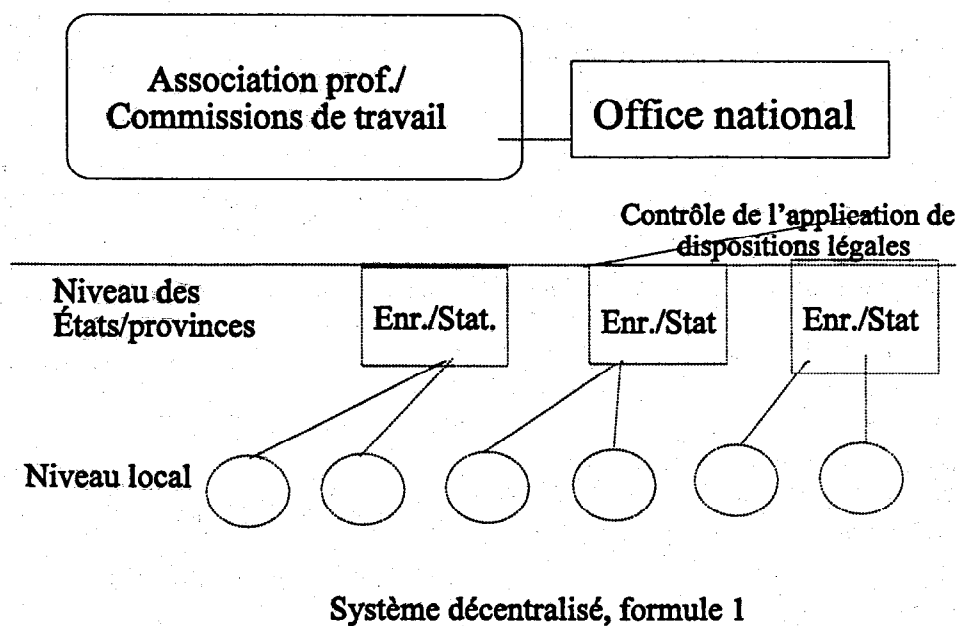 Association prof./
Commissions de travail
Office national
Contrôle de l'application de
dispositions légales
Niveau des
États/provinces
Enr./Stat.
Enr./Stat
Enr./Stat
Niveau local
Système décentralisé, formule 1